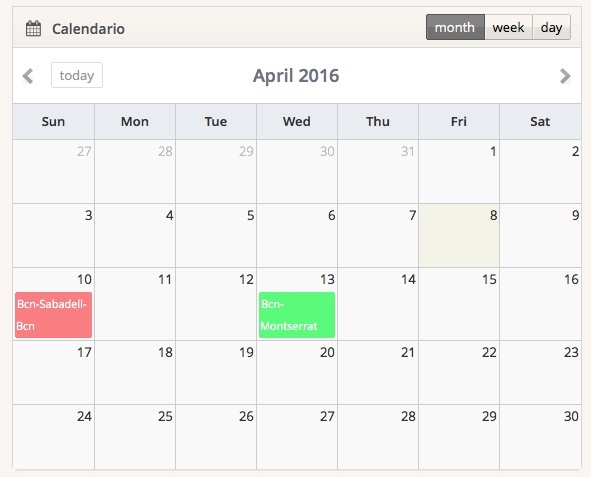 Calendario month week day
today April 2016
Sun Mon Tue Wed Thu Fri Sat
27 28 29 30 31 1 2
3 4 5 6 7 8 9
10 11 12 13 14 15 16
Bcn-Sabadell- Bcn-
Bcn Montserrat
17 18 19 20 21 22 23
24 25 26 27 28 29 30